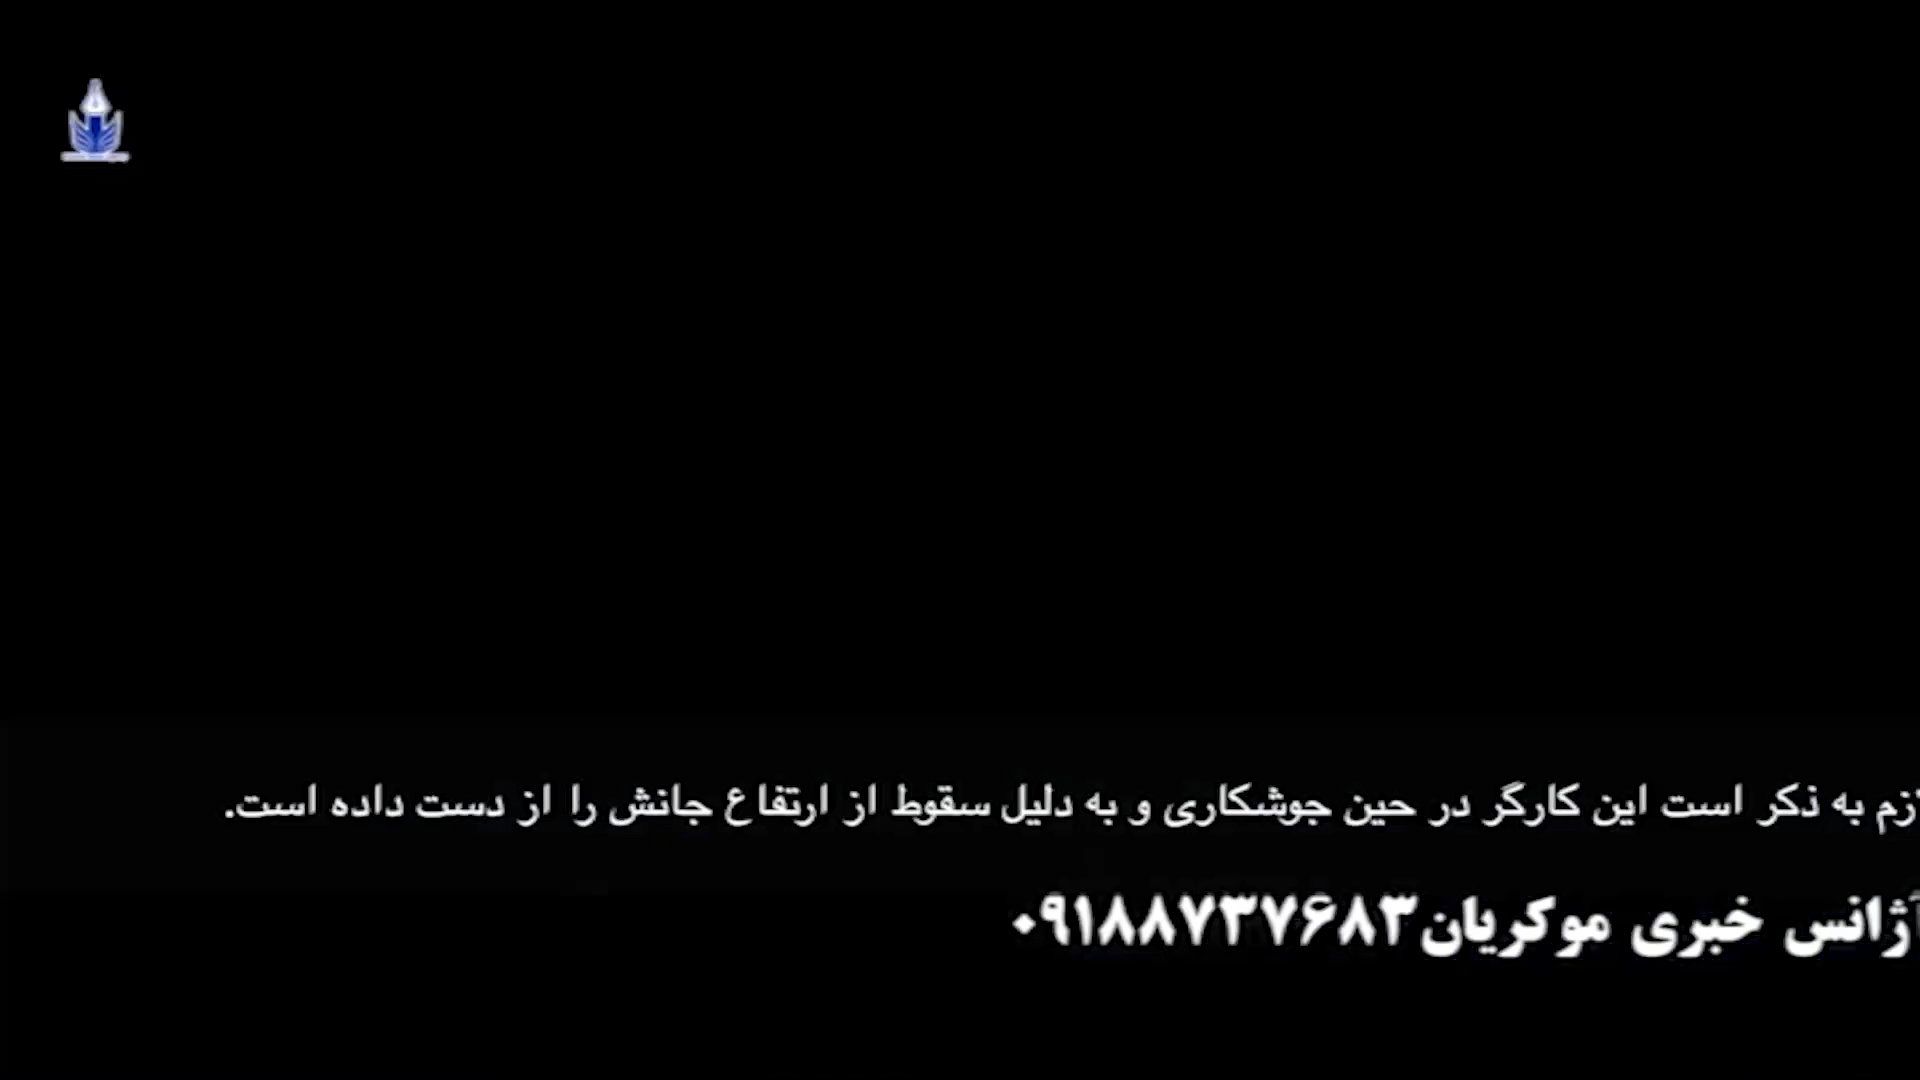 لازم به ذکر است این کارگر در حین جوشکاری و به دلیل سقوط از ارتفاع جانش را از دست داده است.
آژانس خبری موکریان۰۹۱۸۸۷۳۷۶۸۳